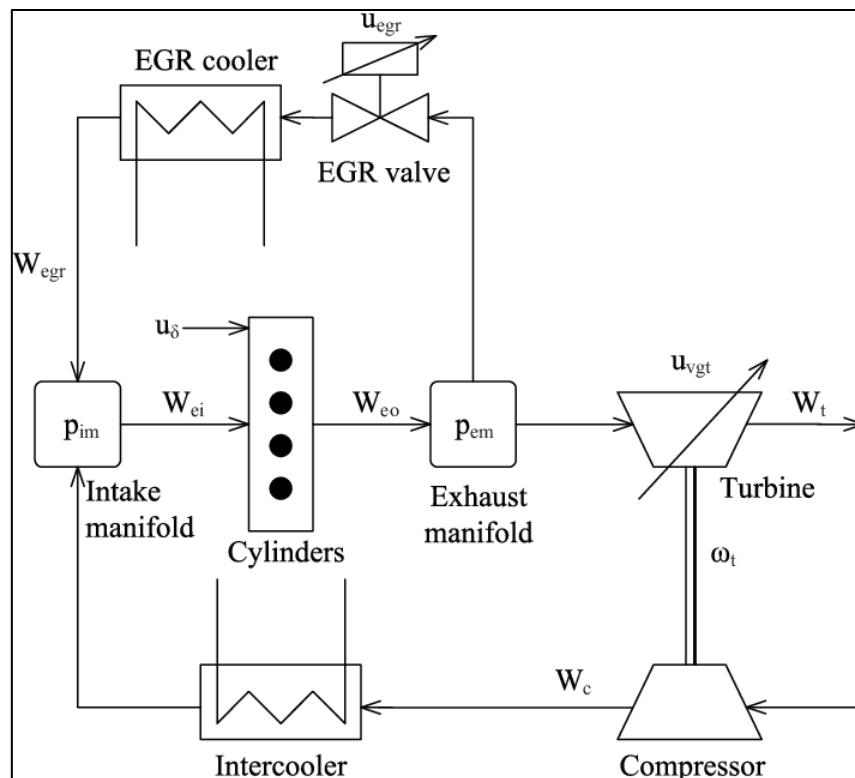 u_egr
EGR cooler
EGR valve
W_egr
u_δ
u_vgt
W_ei
W_eo
W_t
p_im
p_em
Intake
manifold
Exhaust
manifold
Turbine
Cylinders
ω_t
W_c
Intercooler
Compressor